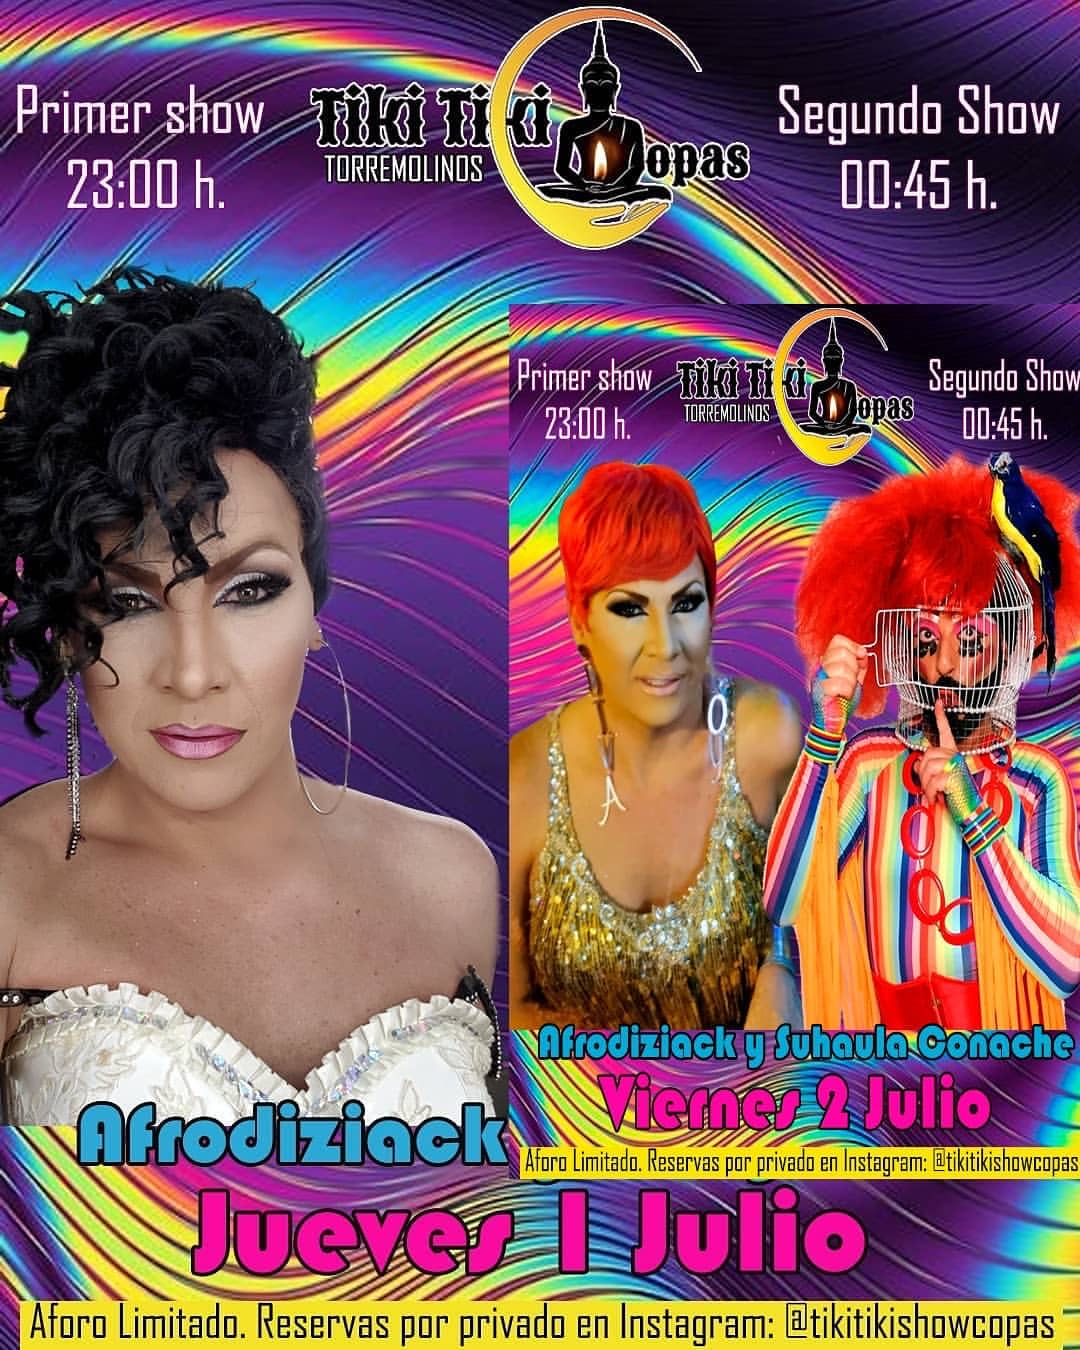 Primer show
23:00 h.
Tiki Tiki Copas
TORREMOLINOS
Segundo Show
00:45 h.
Primer show
23:00 h.
Tiki Tiki Copas
TORREMOLINOS
Segundo Show
00:45 h.
A
Afrodiziack y Suhaula Conache
Viernes 2 Julio
Aforo Limitado. Reservas por privado en Instagram: @tikitikishowcopas
Afrodiziack
Jueves 1 Julio
Aforo Limitado. Reservas por privado en Instagram: @tikitikishowcopas